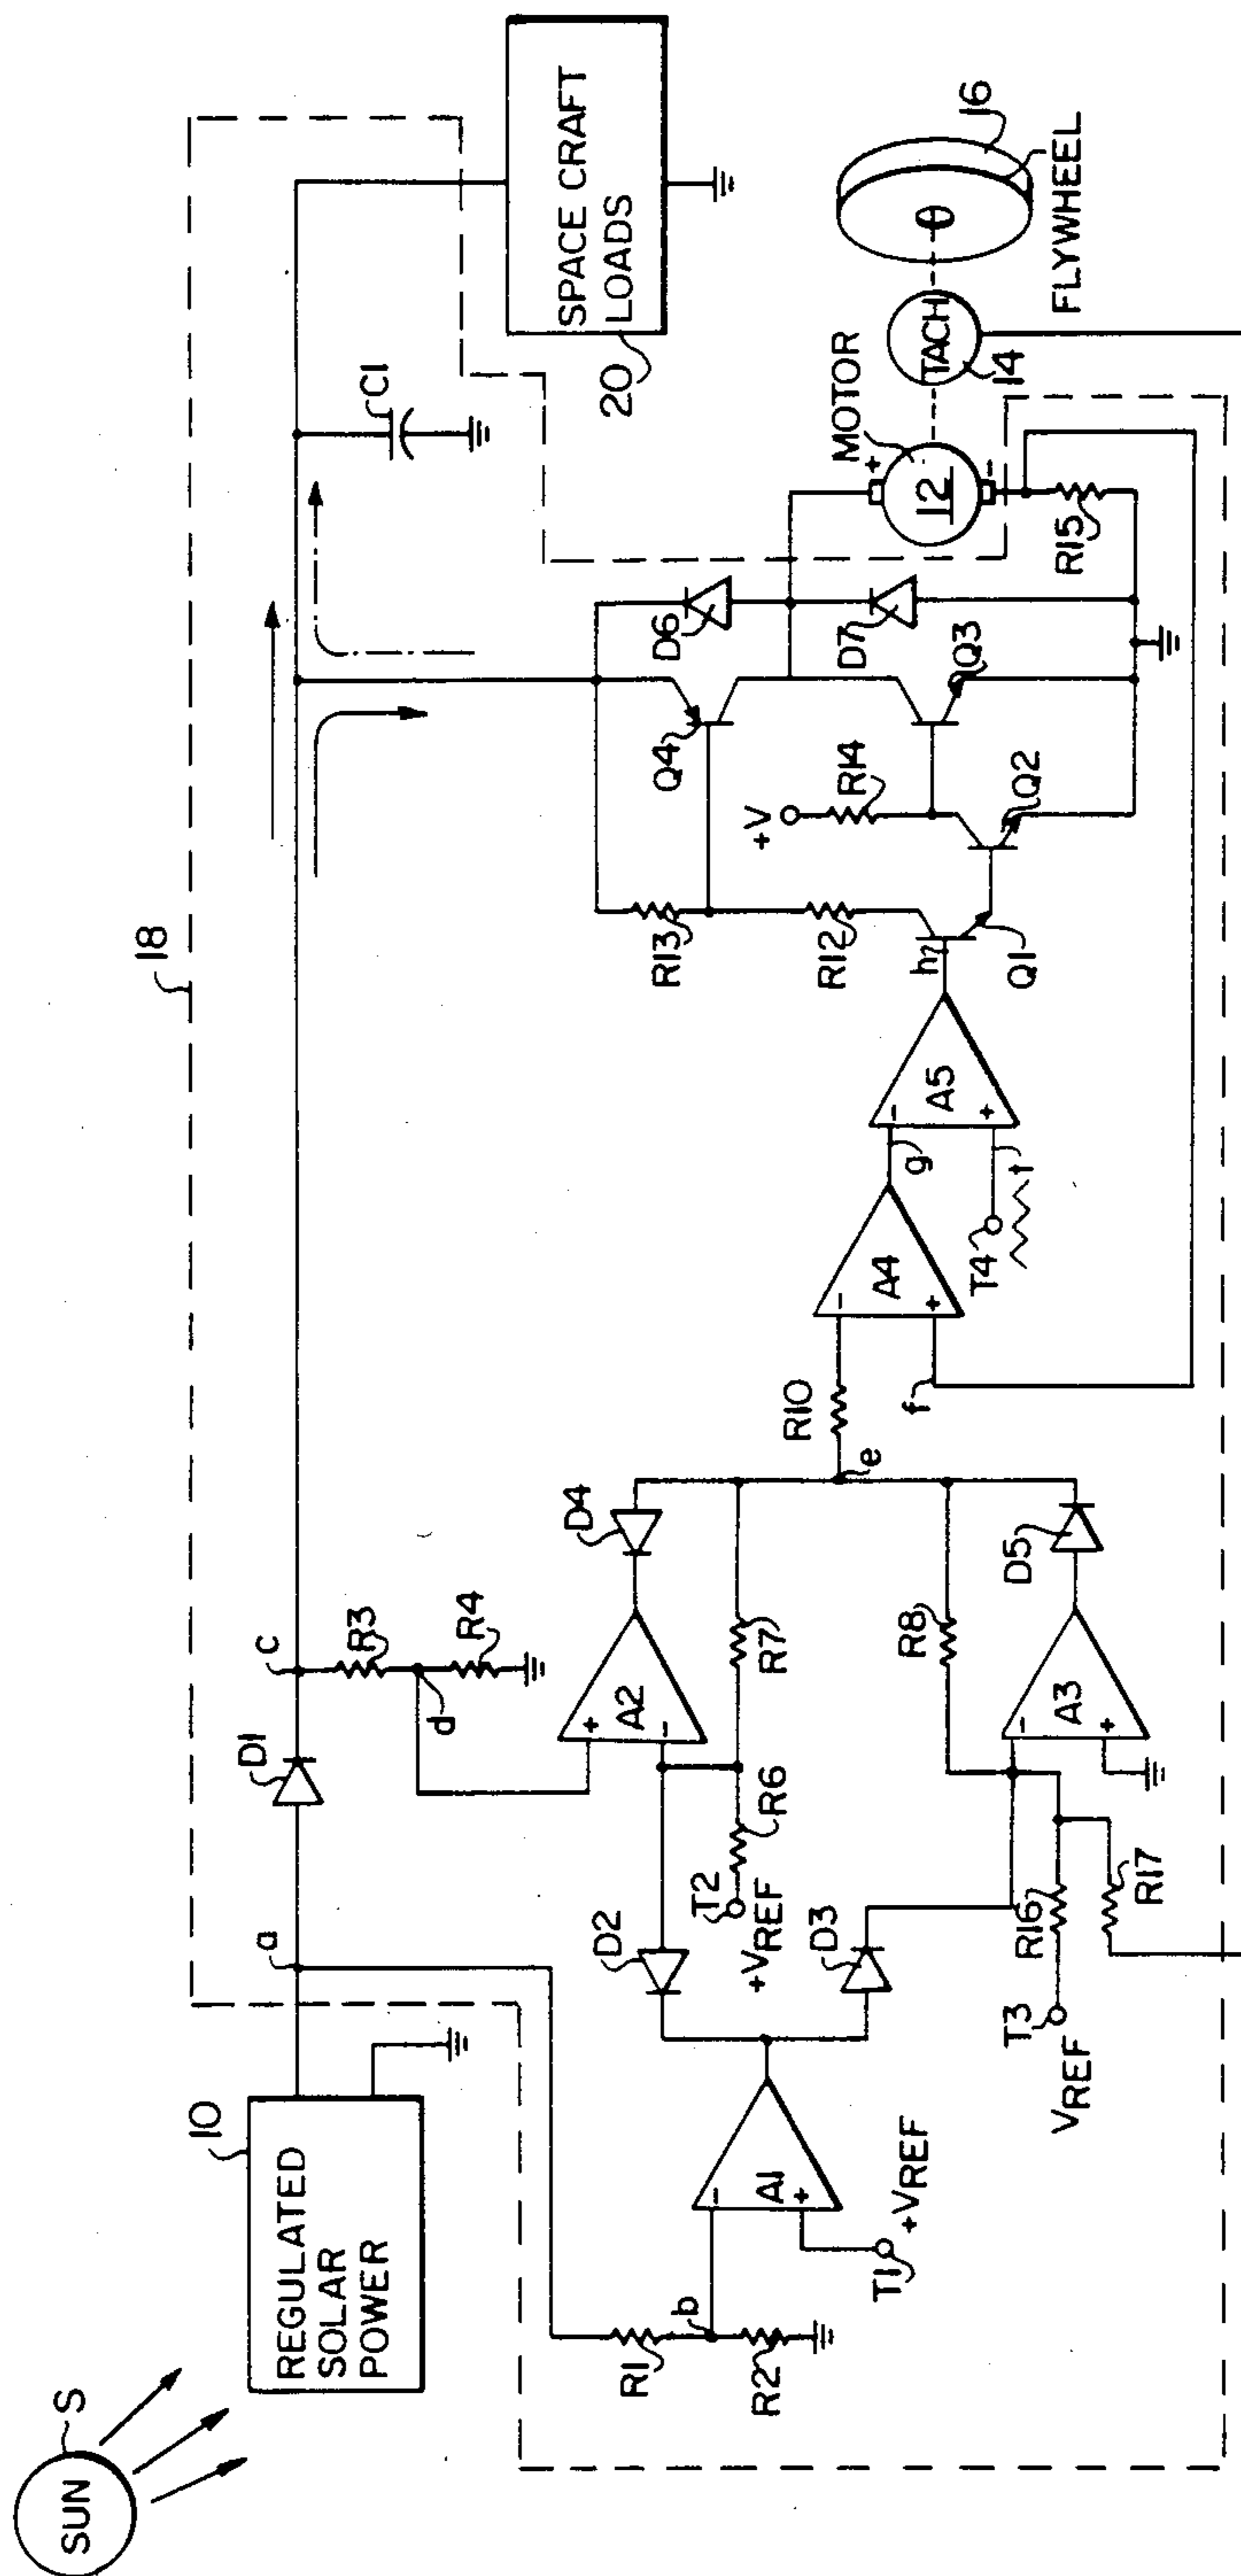 SUN
S
REGULATED
SOLAR
POWER
10
18
a
D1
c
R3
d
R4
C1
SPACE CRAFT
LOADS
20
R1
b
R2
-
A1
+
T1
+VREF
D2
T2
+VREF
R6
R7
+
A2
-
D4
D3
T3
VREF
R16
R17
R8
-
A3
+
D5
e
R10
f
-
A4
+
g
-
A5
+
T4
t
h
Q1
R12
R13
Q4
+V
R14
Q2
Q3
D6
D7
MOTOR
+
12
-
R15
TACH
14
16
FLYWHEEL